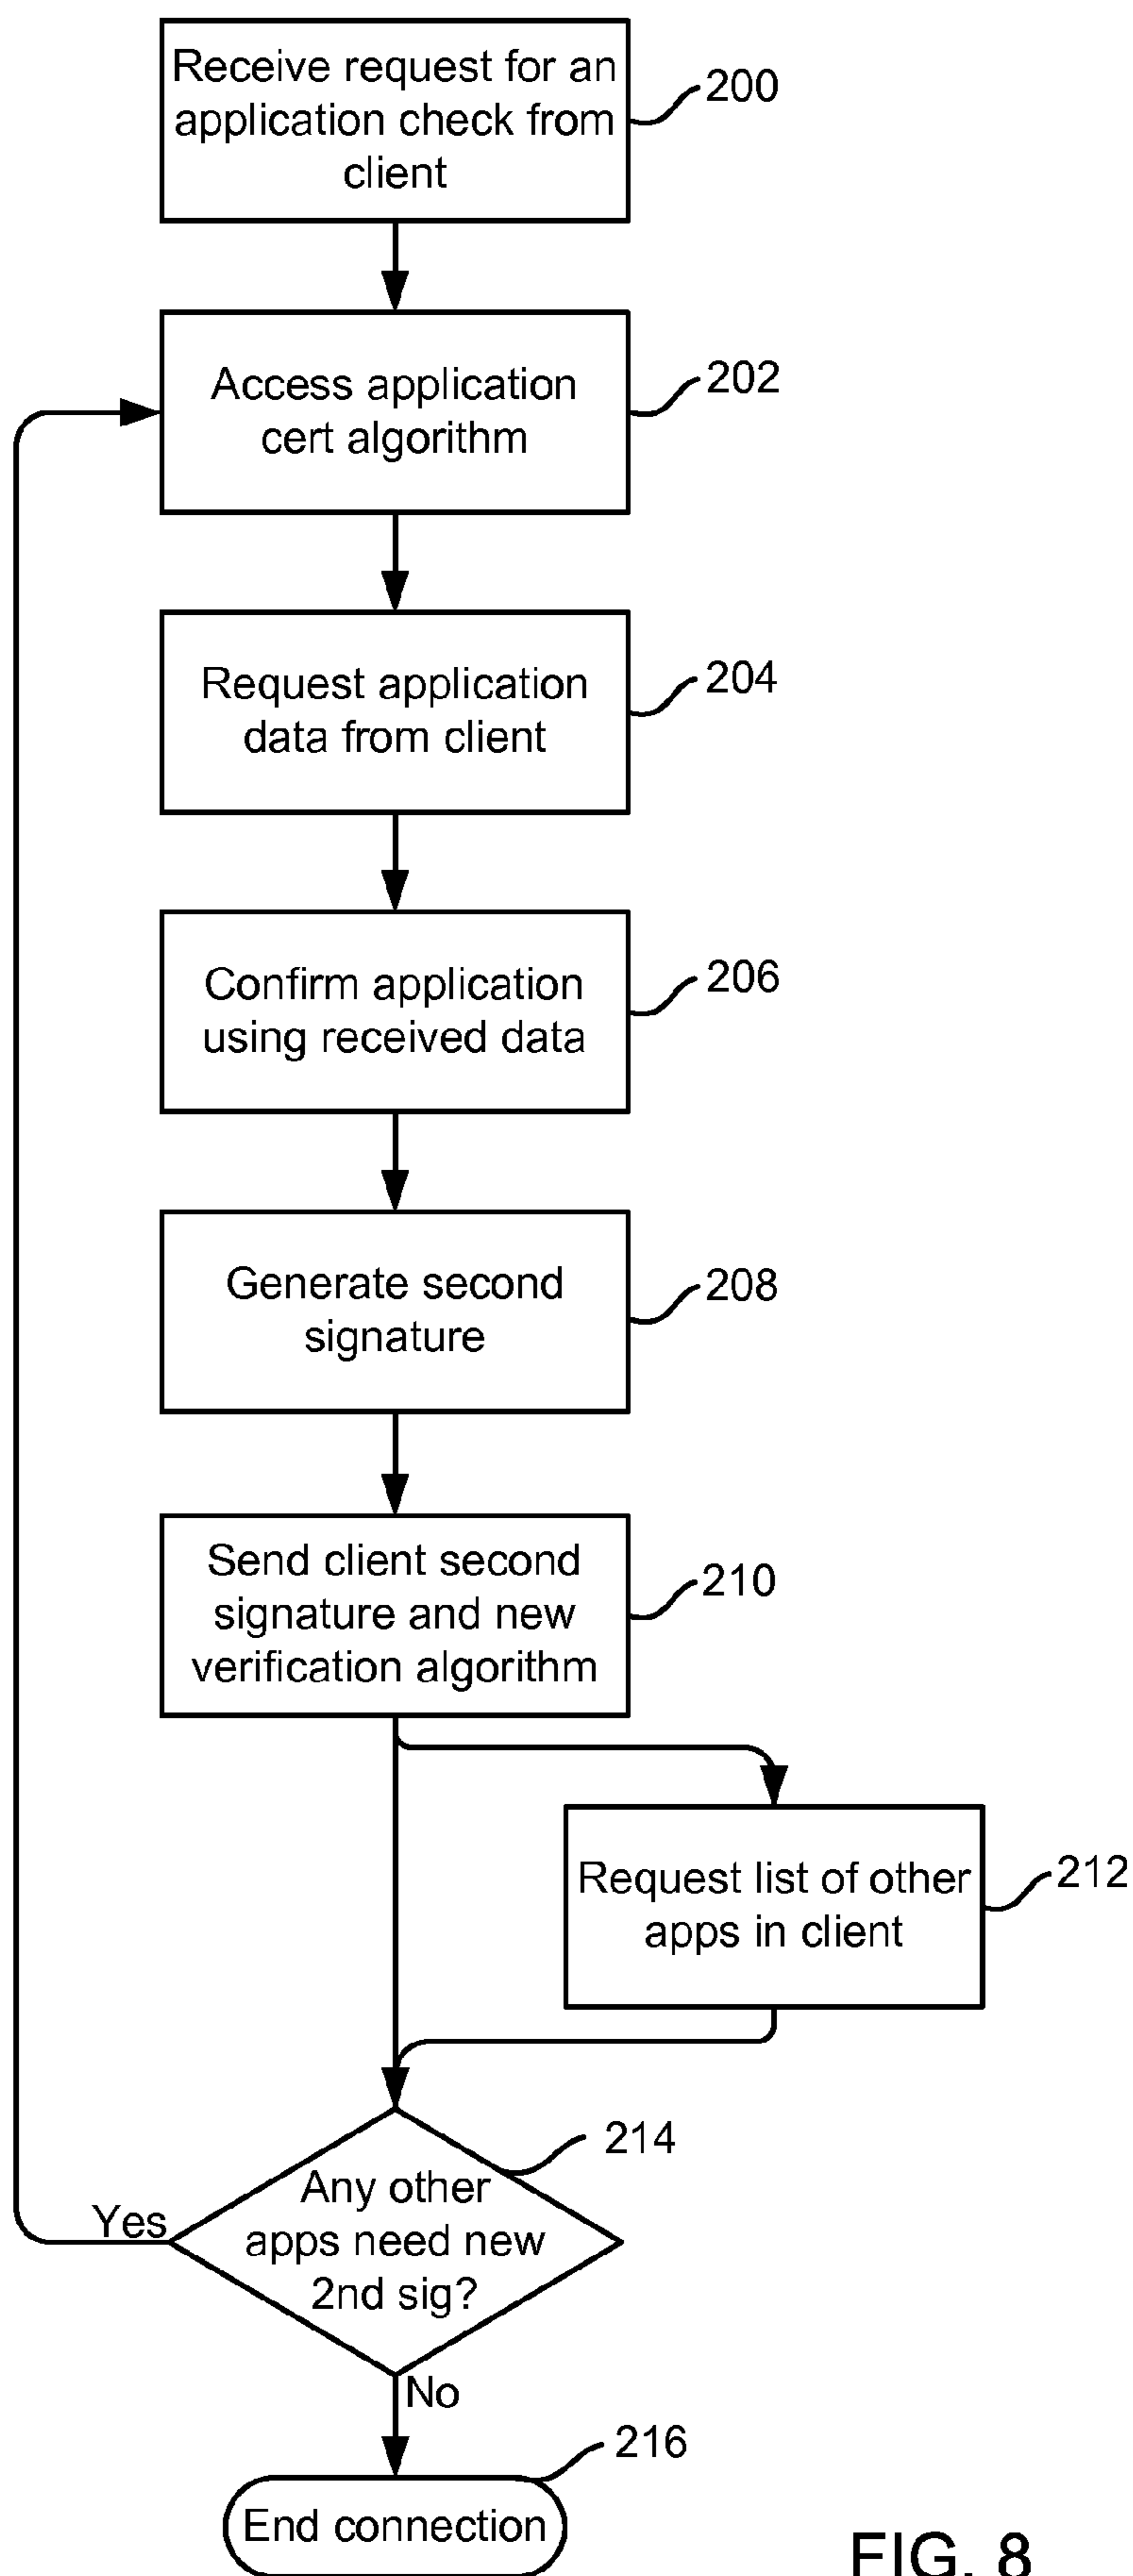 Receive request for an
application check from
client
200
Access application
cert algorithm
202
Request application
data from client
204
Confirm application
using received data
206
Generate second
signature
208
Send client second
signature and new
verification algorithm
210
Request list of other
apps in client
212
Any other
apps need new
2nd sig?
214
Yes
No
End connection
216
FIG. 8